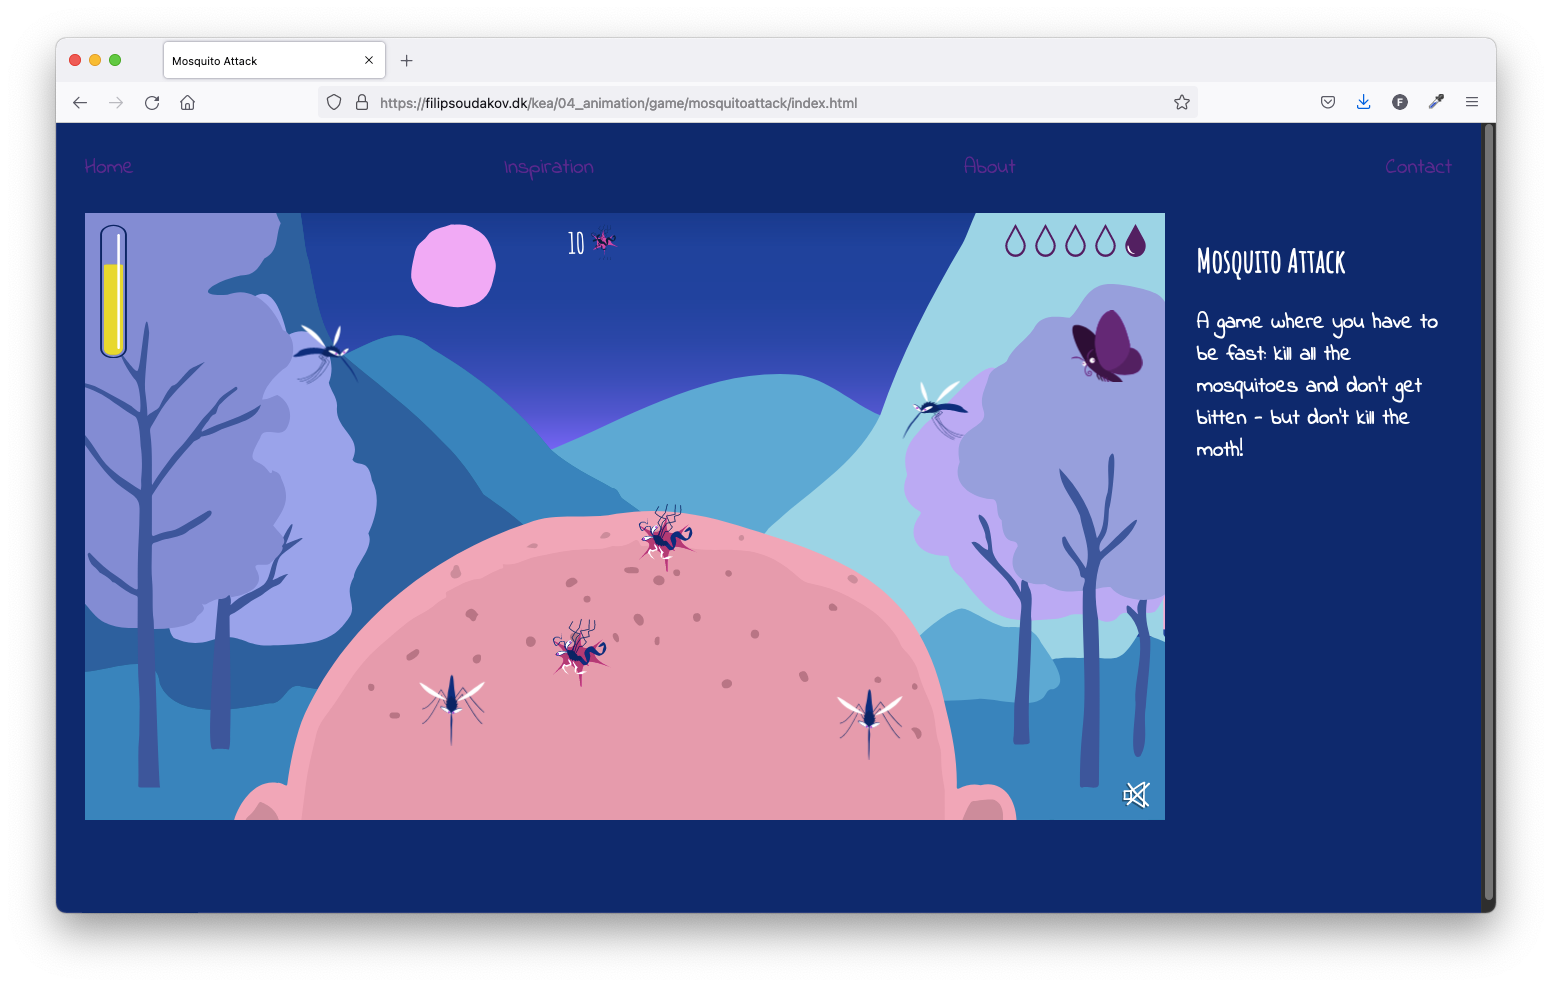 Mosquito Attack
https://filipsoudakov.dk/kea/04_animation/game/mosquitoattack/index.html
F
Home Inspiration About Contact
10
Mosquito Attack
A game where you have to
be fast: kill all the
mosquitoes and don't get
bitten - but don't kill the
moth!